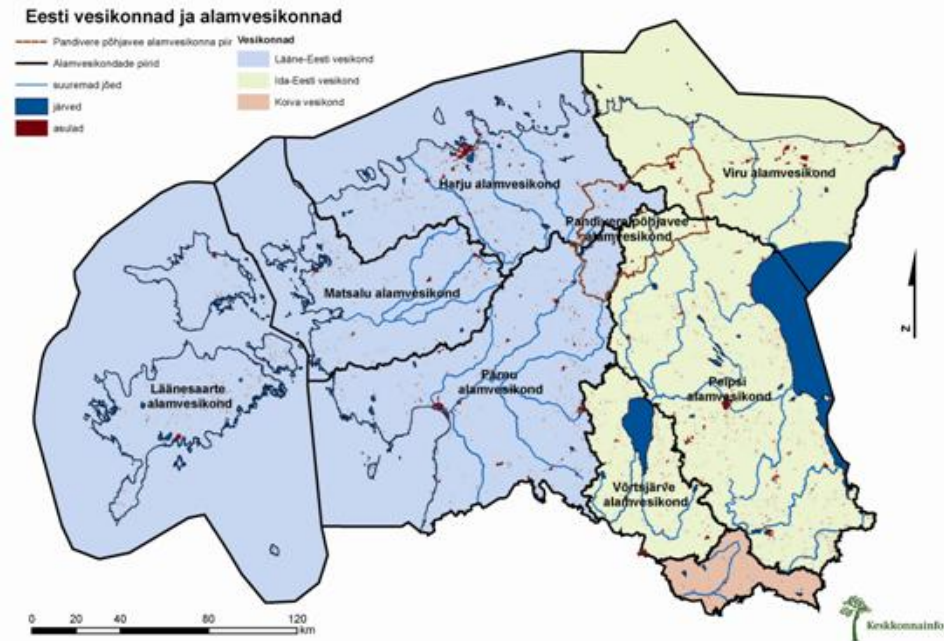 Eesti vesikonnad ja alamvesikonnad
Pandivere põhjavee alamvesikonna piir
Alamvesikondade piirid
suuremad jõed
järved
asulad
Vesikonnad
Lääne-Eesti vesikond
Ida-Eesti vesikond
Koiva vesikond
Harju alamvesikond
Viru alamvesikond
Pandivere põhjavee
alamvesikond
Matsalu alamvesikond
Läänesaarte
alamvesikond
Pärnu
alamvesikond
Peipsi
alamvesikond
Võrtsjärve
alamvesikond
N
0 20 40 80 120
km
Keskkonnainfo